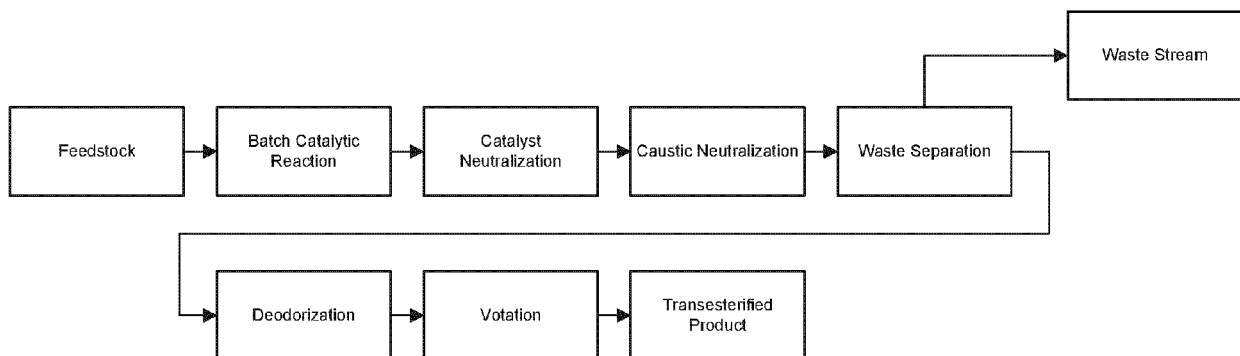 Waste Stream
Feedstock
Batch Catalytic
Reaction
Catalyst
Neutralization
Caustic Neutralization
Waste Separation
Deodorization
Votation
Transesterified
Product